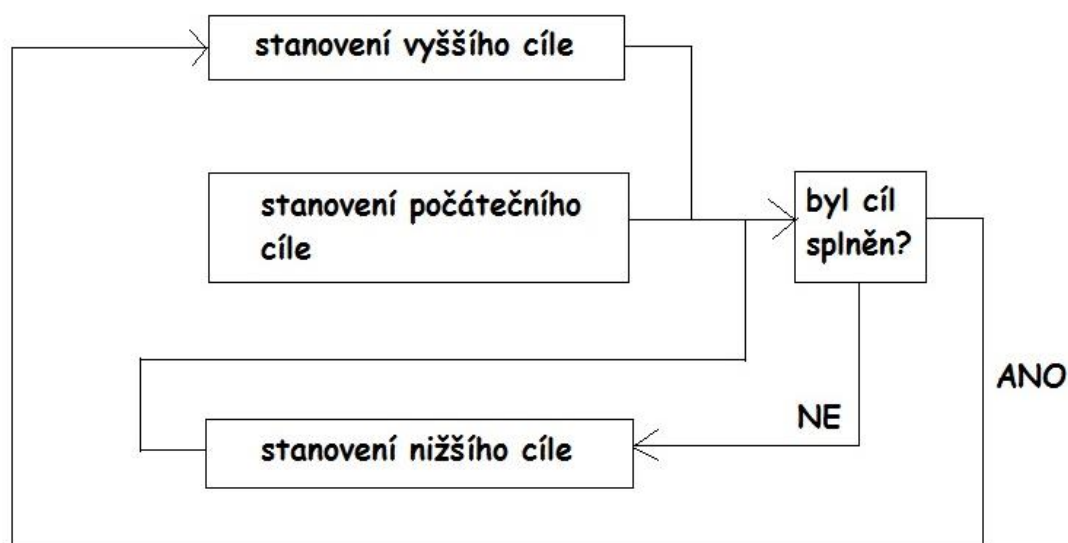 stanovení vyššího cíle
stanovení počátečního
cíle
byl cíl
splněn?
ANO
NE
stanovení nižšího cíle